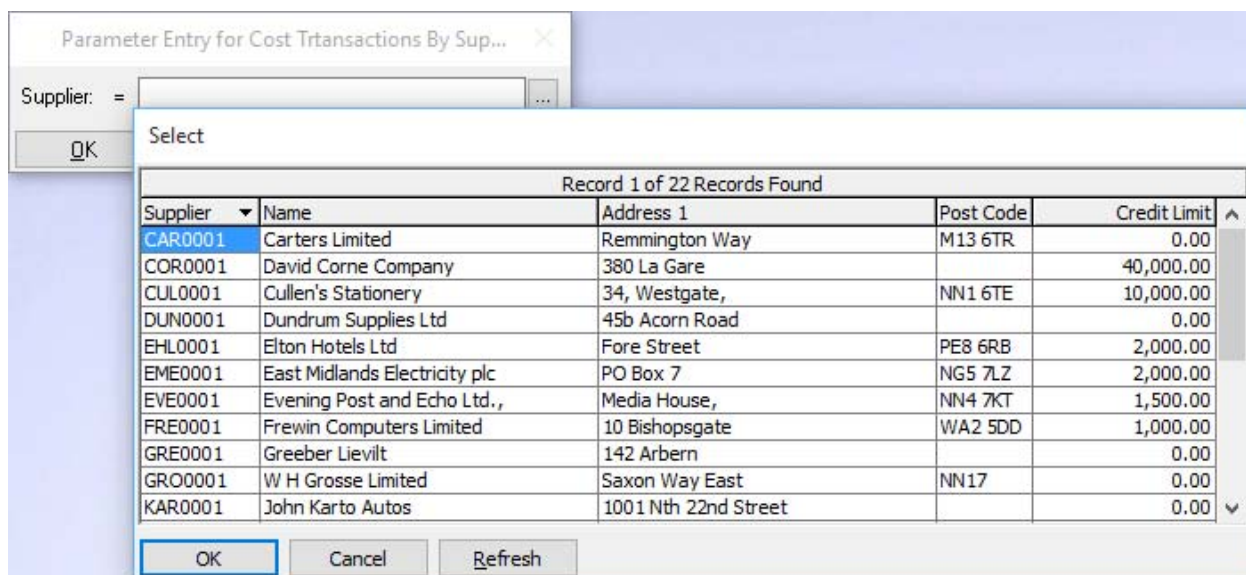 Parameter Entry for Cost Trtansactions By Sup...
Supplier: = ...
OK
Select
Record 1 of 22 Records Found
Supplier Name Address 1 Post Code Credit Limit
CAR0001 Carters Limited Remmington Way M13 6TR 0.00
COR0001 David Corne Company 380 La Gare 40,000.00
CUL0001 Cullen's Stationery 34, Westgate, NN1 6TE 10,000.00
DUN0001 Dundrum Supplies Ltd 45b Acorn Road 0.00
EHL0001 Elton Hotels Ltd Fore Street PE8 6RB 2,000.00
EME0001 East Midlands Electricity plc PO Box 7 NG5 7LZ 2,000.00
EVE0001 Evening Post and Echo Ltd., Media House, NN4 7KT 1,500.00
FRE0001 Frewin Computers Limited 10 Bishopsgate WA2 5DD 1,000.00
GRE0001 Greeber Lievilt 142 Arbern 0.00
GRO0001 W H Grosse Limited Saxon Way East NN17 0.00
KAR0001 John Karto Autos 1001 Nth 22nd Street 0.00
OK Cancel Refresh